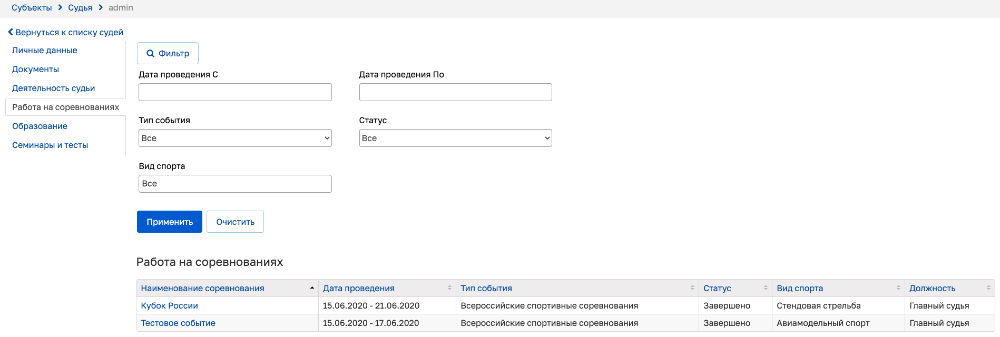 Субъекты Судья admin
Вернуться к списку судей
Личные данные
Документы
Деятельность судьи
Работа на соревнованиях
Образование
Семинары и тесты
Фильтр
Дата проведения С Дата проведения По
Тип события Статус
Все Все
Вид спорта
Все
Применить Очистить
Работа на соревнованиях
Наименование соревнования Дата проведения Тип события Статус Вид спорта Должность
Кубок России 15.06.2020 - 21.06.2020 Всероссийские спортивные соревнования Завершено Стендовая стрельба Главный судья
Тестовое событие 15.06.2020 - 17.06.2020 Всероссийские спортивные соревнования Завершено Авиамодельный спорт Главный судья